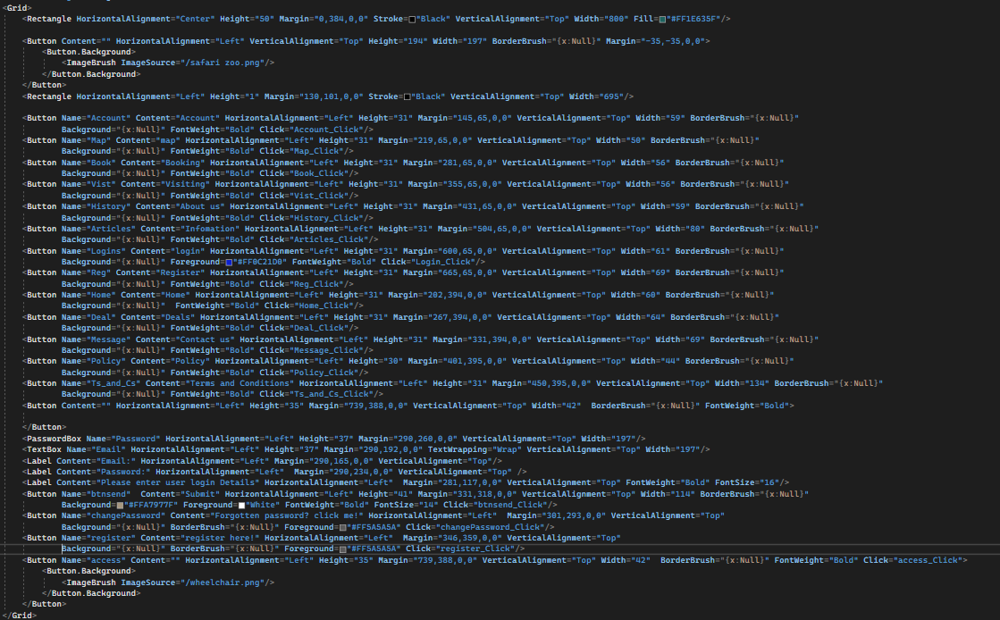 <Grid>
<Rectangle HorizontalAlignment="Center" Height="50" Margin="0,384,0,0" Stroke="Black" VerticalAlignment="Top" Width="800" Fill="#FF1E635F"/>
<Button Content="" HorizontalAlignment="Left" VerticalAlignment="Top" Height="194" Width="197" BorderBrush="{x:Null}" Margin="-35,-35,0,0">
<Button.Background>
<ImageBrush ImageSource="/safari zoo.png"/>
</Button.Background>
</Button>
<Rectangle HorizontalAlignment="Left" Height="1" Margin="130,101,0,0" Stroke="Black" VerticalAlignment="Top" Width="695"/>
<Button Name="Account" Content="Account" HorizontalAlignment="Left" Height="31" Margin="145,65,0,0" VerticalAlignment="Top" Width="59" BorderBrush="{x:Null}"
Background="{x:Null}" FontWeight="Bold" Click="Account_Click"/>
<Button Name="Map" Content="map" HorizontalAlignment="Left" Height="31" Margin="219,65,0,0" VerticalAlignment="Top" Width="50" BorderBrush="{x:Null}"
Background="{x:Null}" FontWeight="Bold" Click="Map_Click"/>
<Button Name="Book" Content="Booking" HorizontalAlignment="Left" Height="31" Margin="281,65,0,0" VerticalAlignment="Top" Width="56" BorderBrush="{x:Null}"
Background="{x:Null}" FontWeight="Bold" Click="Book_Click"/>
<Button Name="Vist" Content="Visiting" HorizontalAlignment="Left" Height="31" Margin="355,65,0,0" VerticalAlignment="Top" Width="56" BorderBrush="{x:Null}"
Background="{x:Null}" FontWeight="Bold" Click="Vist_Click"/>
<Button Name="History" Content="About us" HorizontalAlignment="Left" Height="31" Margin="431,65,0,0" VerticalAlignment="Top" Width="59" BorderBrush="{x:Null}"
Background="{x:Null}" FontWeight="Bold" Click="History_Click"/>
<Button Name="Articles" Content="Infomation" HorizontalAlignment="Left" Height="31" Margin="504,65,0,0" VerticalAlignment="Top" Width="80" BorderBrush="{x:Null}"
Background="{x:Null}" FontWeight="Bold" Click="Articles_Click"/>
<Button Name="Logins" Content="login" HorizontalAlignment="Left" Height="31" Margin="600,65,0,0" VerticalAlignment="Top" Width="61" BorderBrush="{x:Null}"
Background="{x:Null}" Foreground="#FF0C21D0" FontWeight="Bold" Click="Login_Click"/>
<Button Name="Reg" Content="Register" HorizontalAlignment="Left" Height="31" Margin="665,65,0,0" VerticalAlignment="Top" Width="69" BorderBrush="{x:Null}"
Background="{x:Null}" FontWeight="Bold" Click="Reg_Click"/>
<Button Name="Home" Content="Home" HorizontalAlignment="Left" Height="31" Margin="202,394,0,0" VerticalAlignment="Top" Width="60" BorderBrush="{x:Null}"
Background="{x:Null}"  FontWeight="Bold" Click="Home_Click"/>
<Button Name="Deal" Content="Deals" HorizontalAlignment="Left" Height="31" Margin="267,394,0,0" VerticalAlignment="Top" Width="64" BorderBrush="{x:Null}"
Background="{x:Null}" FontWeight="Bold" Click="Deal_Click"/>
<Button Name="Message" Content="Contact us" HorizontalAlignment="Left" Height="31" Margin="331,394,0,0" VerticalAlignment="Top" Width="69" BorderBrush="{x:Null}"
Background="{x:Null}" FontWeight="Bold" Click="Message_Click"/>
<Button Name="Policy" Content="Policy" HorizontalAlignment="Left" Height="30" Margin="401,395,0,0" VerticalAlignment="Top" Width="44" BorderBrush="{x:Null}"
Background="{x:Null}" FontWeight="Bold" Click="Policy_Click"/>
<Button Name="Ts_and_Cs" Content="Terms and Conditions" HorizontalAlignment="Left" Height="31" Margin="450,395,0,0" VerticalAlignment="Top" Width="134" BorderBrush="{x:Null}"
Background="{x:Null}" FontWeight="Bold" Click="Ts_and_Cs_Click"/>
<Button Content="" HorizontalAlignment="Left" Height="35" Margin="739,388,0,0" VerticalAlignment="Top" Width="42"  BorderBrush="{x:Null}" FontWeight="Bold">
</Button>
<PasswordBox Name="Password" HorizontalAlignment="Left" Height="37" Margin="290,260,0,0" VerticalAlignment="Top" Width="197"/>
<TextBox Name="Email" HorizontalAlignment="Left" Height="37" Margin="290,192,0,0" TextWrapping="Wrap" VerticalAlignment="Top" Width="197"/>
<Label Content="Email:" HorizontalAlignment="Left" Margin="290,165,0,0" VerticalAlignment="Top"/>
<Label Content="Password:" HorizontalAlignment="Left"  Margin="290,234,0,0" VerticalAlignment="Top" />
<Label Content="Please enter user login Details" HorizontalAlignment="Left"  Margin="281,117,0,0" VerticalAlignment="Top" FontWeight="Bold" FontSize="16"/>
<Button Name="btnsend"  Content="Submit" HorizontalAlignment="Left" Height="41" Margin="331,318,0,0" VerticalAlignment="Top" Width="114" BorderBrush="{x:Null}"
Background="#FFA7977F" Foreground="White" FontWeight="Bold" FontSize="14" Click="btnsend_Click"/>
<Button Name="changePassword" Content="Forgotten password? click me!" HorizontalAlignment="Left"  Margin="301,293,0,0" VerticalAlignment="Top"
Background="{x:Null}" BorderBrush="{x:Null}" Foreground="#FF5A5A5A" Click="changePassword_Click"/>
<Button Name="register" Content="register here!" HorizontalAlignment="Left"  Margin="346,359,0,0" VerticalAlignment="Top"
Background="{x:Null}" BorderBrush="{x:Null}" Foreground="#FF5A5A5A" Click="register_Click"/>
<Button Name="access" Content="" HorizontalAlignment="Left" Height="35" Margin="739,388,0,0" VerticalAlignment="Top" Width="42"  BorderBrush="{x:Null}" FontWeight="Bold" Click="access_Click">
<Button.Background>
<ImageBrush ImageSource="/wheelchair.png"/>
</Button.Background>
</Button>
</Grid>